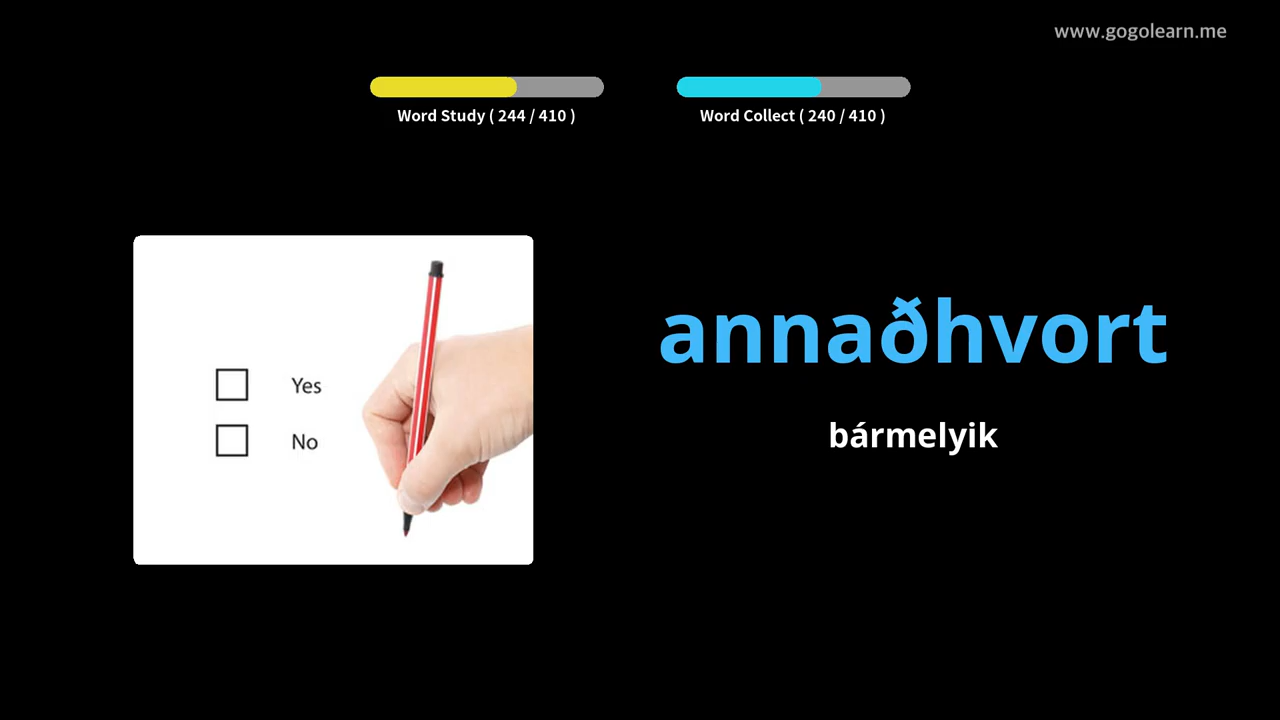 www.gogolearn.me
Word Study ( 244 / 410 )
Word Collect ( 240 / 410 )
Yes
No
annaðhvort
bármelyik